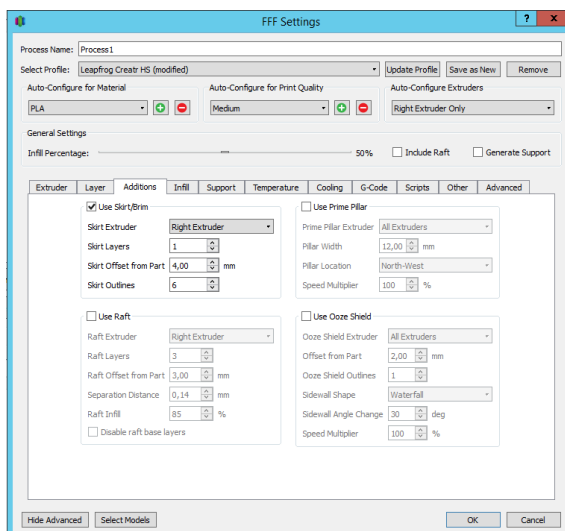 FFF Settings
? x
Process Name: Process1
Select Profile: Leapfrog Creatr HS (modified) Update Profile Save as New Remove
Auto-Configure for Material Auto-Configure for Print Quality Auto-Configure Extruders
PLA Medium Right Extruder Only
General Settings
Infill Percentage: 50% Include Raft Generate Support
Extruder Layer Additions Infill Support Temperature Cooling G-Code Scripts Other Advanced
Use Skirt/Brim Use Prime Pillar
Skirt Extruder Right Extruder Prime Pillar Extruder All Extruders
Skirt Layers 1 Pillar Width 12,00 mm
Skirt Offset from Part 4,00 mm Pillar Location North-West
Skirt Outlines 6 Speed Multiplier 100 %
Use Raft Use Ooze Shield
Raft Extruder Right Extruder Ooze Shield Extruder All Extruders
Raft Layers 3 Offset from Part 2,00 mm
Raft Offset from Part 3,00 mm Ooze Shield Outlines 1
Separation Distance 0,14 mm Sidewall Shape Waterfall
Raft Infill 85 % Sidewall Angle Change 30 deg
Disable raft base layers Speed Multiplier 100 %
Hide Advanced Select Models OK Cancel